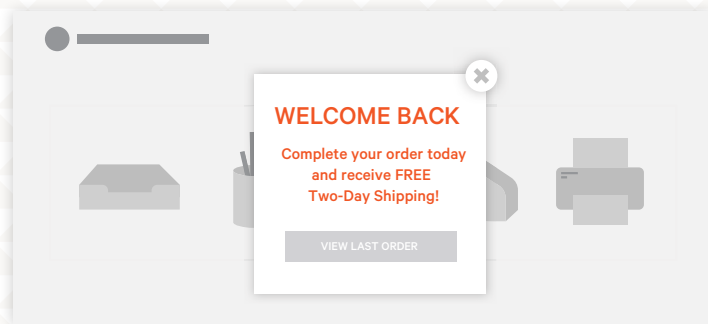 WELCOME BACK
Complete your order today
and receive FREE
Two-Day Shipping!
VIEW LAST ORDER